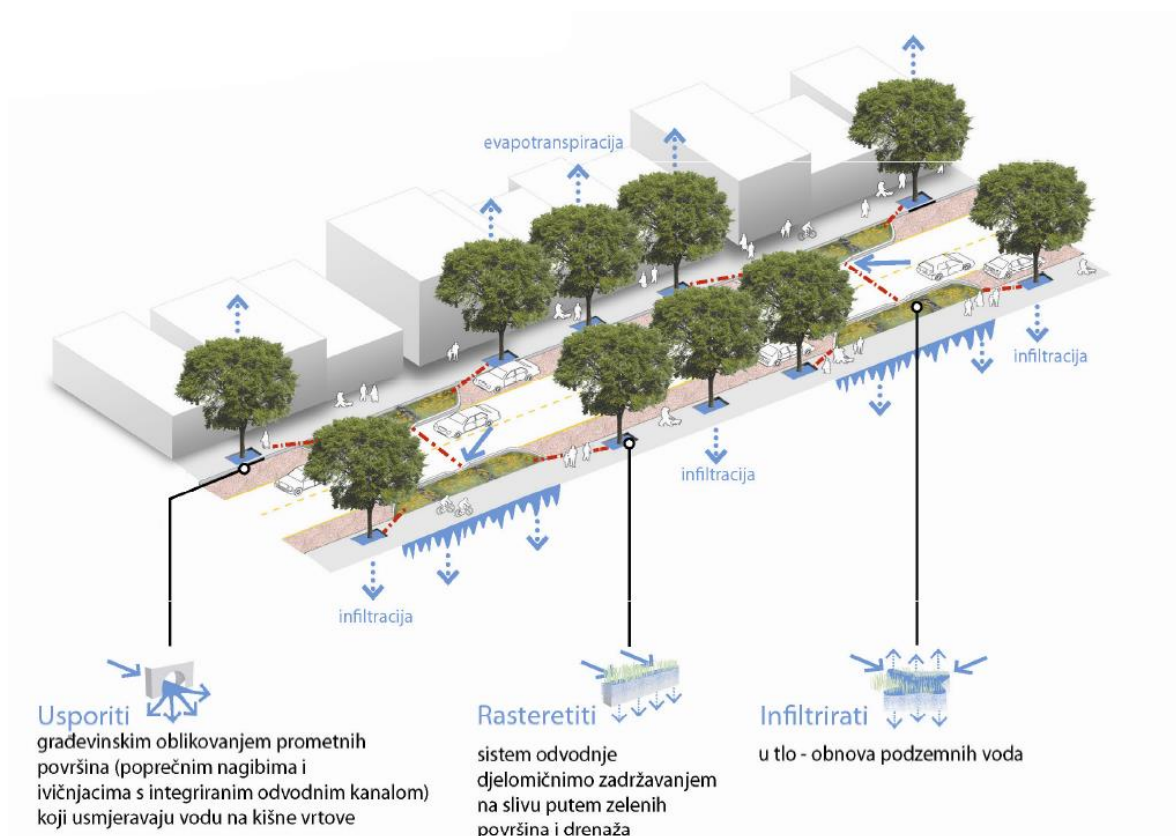 evapotranspiracija
infiltracija
infiltracija
infiltracija
Usporiti
građevinskim oblikovanjem prometnih
površina (poprečnim nagibima i
ivičnjacima s integriranim odvodnim kanalom)
koji usmjeravaju vodu na kišne vrtove
Rasteretiti
sistem odvodnje
djelomičnimo zadržavanjem
na slivu putem zelenih
površina i drenaža
Infiltrirati
u tlo - obnova podzemnih voda